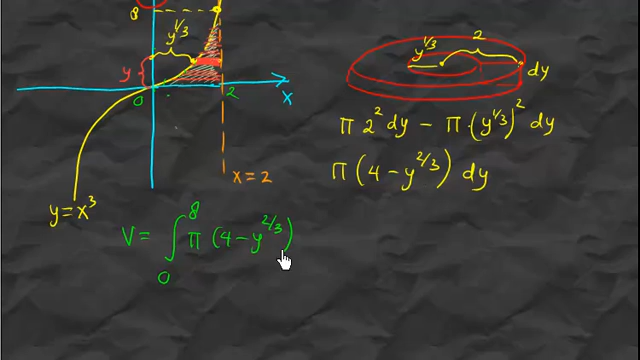 8
y^{1/3}
y
0
2
x
x = 2
y = x^3
y^{1/3}
2
dy
π 2^2 dy − π · (y^{1/3})^2 dy
π (4 − y^{2/3}) dy
V = ∫_0^8 π (4 − y^{2/3})